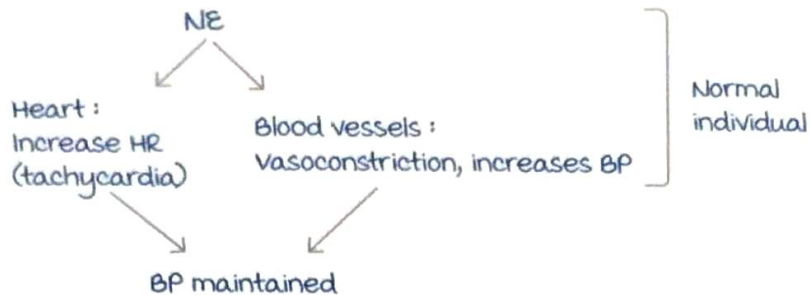 NE
Heart :
Increase HR
(tachycardia)
Blood vessels :
Vasoconstriction, increases BP
Normal
individual
BP maintained